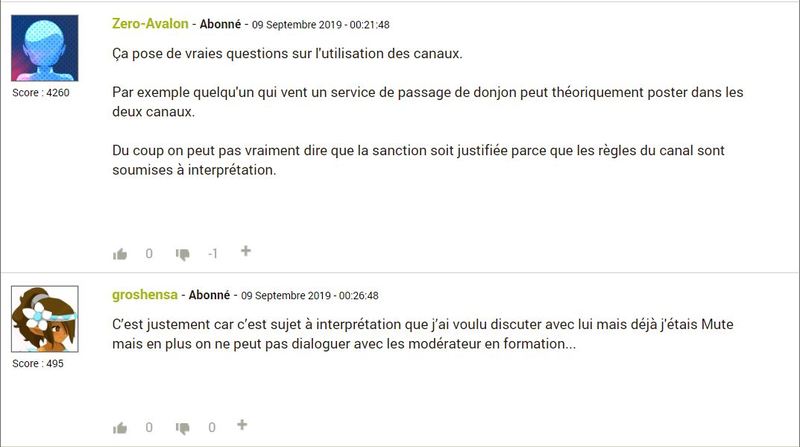 Zero-Avalon - Abonné - 09 Septembre 2019 - 00:21:48
Ça pose de vraies questions sur l'utilisation des canaux.
Par exemple quelqu'un qui vent un service de passage de donjon peut théoriquement poster dans les
deux canaux.
Du coup on peut pas vraiment dire que la sanction soit justifiée parce que les règles du canal sont
soumises à interprétation.
Score : 4260
0 -1 +
groshensa - Abonné - 09 Septembre 2019 - 00:26:48
C’est justement car c’est sujet à interprétation que j’ai voulu discuter avec lui mais déjà j'étais Mute
mais en plus on ne peut pas dialoguer avec les modérateur en formation...
Score : 495
0 0 +